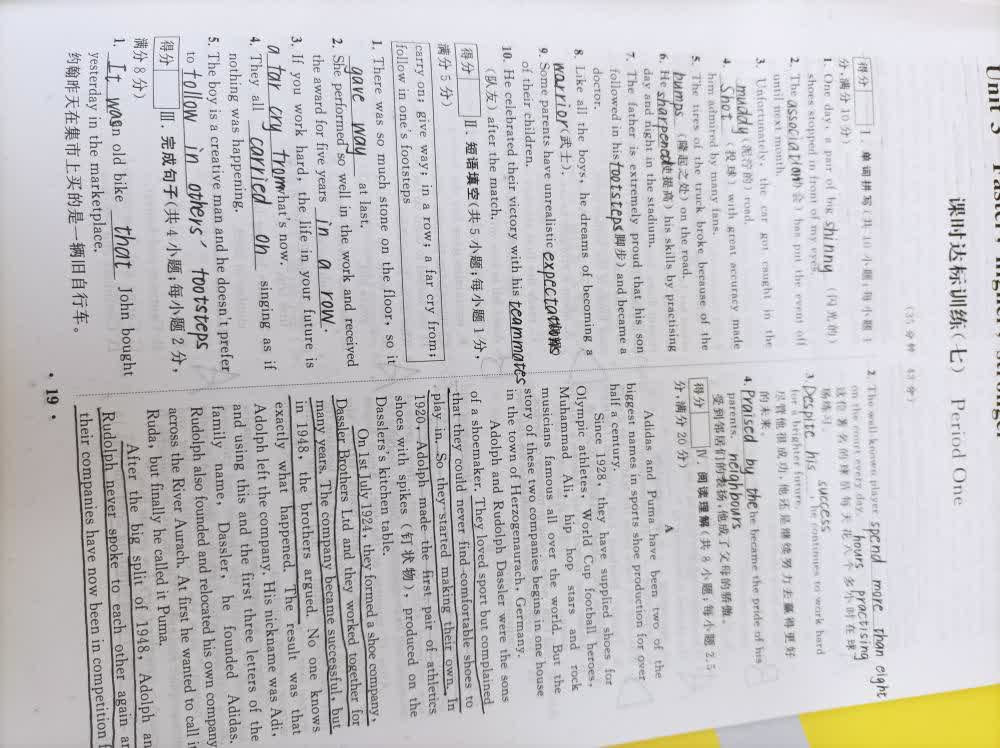 课时达标训练(七) Period One
(35分钟 45分)
得分 Ⅰ. 单词拼写(共10小题;每小题1
分,满分10分)
1. One day, a pair of big shinny (闪光的)
shoes stopped in front of my eyes.
2. The association(协会) has put the event off
until next month.
3. Unfortunately, the car got caught in the
muddy (泥泞的) road.
4. Shot (投球) with great accuracy made
him admired by many fans.
5. The tires of the truck broke because of the
bumps (隆起之处) on the road.
6. He sharpened(使提高) his skills by practising
day and night in the stadium.
7. The father is extremely proud that his son
followed in his footsteps(脚步) and became a
doctor.
8. Like all the boys, he dreams of becoming a
warrior(武士).
9. Some parents have unrealistic
of their children.
10. He celebrated their victory with his teammates
(队友) after the match.
得分 Ⅱ. 短语填空(共5小题;每小题1分,
满分5分)
carry on; give way; in a row; a far cry from;
follow in one's footsteps
1. There was so much stone on the floor, so it
gave way at last.
2. She performed so well in the work and received
the award for five years in a row.
3. If you work hard, the life in your future is
a far cry from what's now.
4. They all carried on singing as if
nothing was happening.
5. The boy is a creative man and he doesn't prefer
to follow in others' footsteps
得分 Ⅲ. 完成句子(共4小题;每小题2分,
满分8分)
1. It was an old bike that John bought
yesterday in the marketplace.
约翰昨天在集市上买的是一辆旧自行车。
2. The well-known player spend more than eight
hours practising
on the court every day.
这位著名的球员每天花八个多小时在球
场练习。
3. Despite his success, he continues to work hard
for a brighter future.
尽管他很成功,他还是继续努力去赢得更好
的未来。
4. Praised by the neighbours he became the pride of his
parents.
受到邻居们的表扬,他成了父母的骄傲。
得分 Ⅳ. 阅读理解(共8小题;每小题2.5
分,满分20分)
A
Adidas and Puma have been two of the
biggest names in sports shoe production for over
half a century.
Since 1928, they have supplied shoes for
Olympic athletes, World Cup football heroes,
Muhammad Ali, hip hop stars and rock
musicians famous all over the world. But the
story of these two companies begins in one house
in the town of Herzogenaurach, Germany.
Adolph and Rudolph Dassler were the sons
of a shoemaker. They loved sport but complained
that they could never find comfortable shoes to
play in. So they started making their own. In
1920, Adolph made the first pair of athletics
shoes with spikes (钉状物), produced on the
Dasslers's kitchen table.
On 1st July 1924, they formed a shoe company,
Dassler Brothers Ltd and they worked together for
many years. The company became successful, but
in 1948, the brothers argued. No one knows
exactly what happened. The result was that
Adolph left the company. His nickname was Adi,
and using this and the first three letters of the
family name, Dassler, he founded Adidas.
Rudolph also founded and relocated his own company
across the River Aurach. At first he wanted to call it
Ruda, but finally he called it Puma.
After the big split of 1948, Adolph an
Rudolph never spoke to each other again an
their companies have now been in competition f
· 19 ·